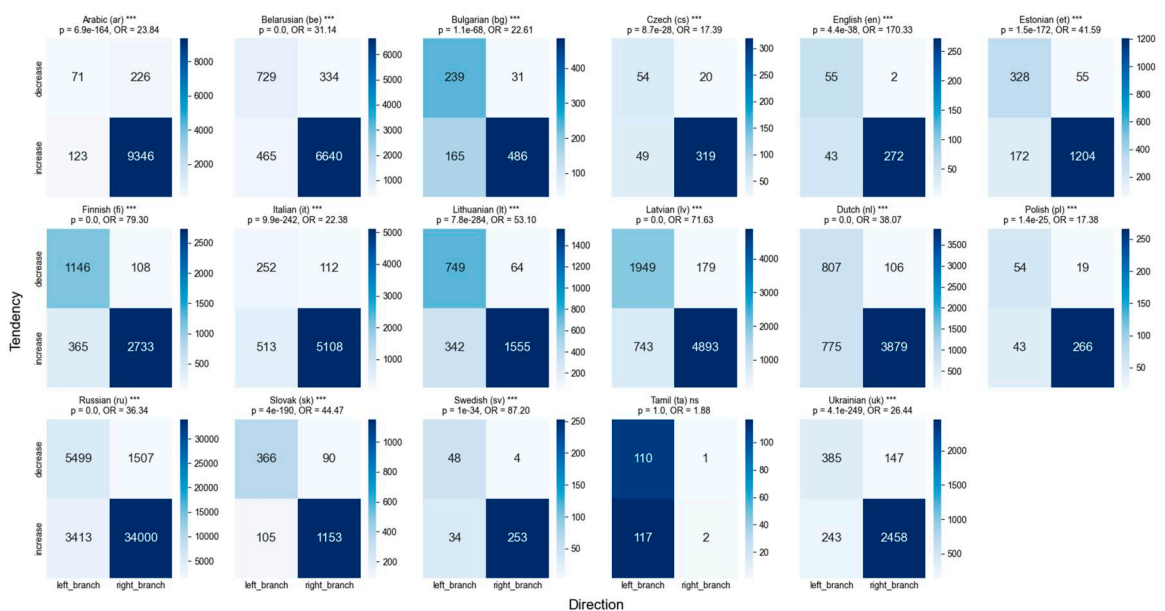 Arabic (ar) ***
p = 6.9e-164, OR = 23.84
Belarusian (be) ***
p = 0.0, OR = 31.14
Bulgarian (bg) ***
p = 1.1e-68, OR = 22.61
Czech (cs) ***
p = 8.7e-28, OR = 17.39
English (en) ***
p = 4.4e-38, OR = 170.33
Estonian (et) ***
p = 1.5e-172, OR = 41.59
decrease
71 226
8000
6000
4000
2000
729 334
6000
5000
4000
3000
2000
1000
239 31
400
300
200
100
54 20
300
250
200
150
100
50
55 2
250
200
150
100
50
328 55
1200
1000
800
600
400
200
increase
123 9346
465 6640
165 486
49 319
43 272
172 1204
Finnish (fi) ***
p = 0.0, OR = 79.30
Italian (it) ***
p = 9.9e-242, OR = 22.38
Lithuanian (lt) ***
p = 7.8e-284, OR = 53.10
Latvian (lv) ***
p = 0.0, OR = 71.63
Dutch (nl) ***
p = 0.0, OR = 38.07
Polish (pl) ***
p = 1.4e-25, OR = 17.38
Tendency
decrease
1146 108
2500
2000
1500
1000
500
252 112
5000
4000
3000
2000
1000
749 64
1400
1200
1000
800
600
400
200
1949 179
4000
3000
2000
1000
807 106
3500
3000
2500
2000
1500
1000
500
54 19
250
200
150
100
50
increase
365 2733
513 5108
342 1555
743 4893
775 3879
43 266
Russian (ru) ***
p = 0.0, OR = 36.34
Slovak (sk) ***
p = 4e-190, OR = 44.47
Swedish (sv) ***
p = 1e-34, OR = 87.20
Tamil (ta) ns
p = 1.0, OR = 1.88
Ukrainian (uk) ***
p = 4.1e-249, OR = 26.44
decrease
5499 1507
30000
25000
20000
15000
10000
5000
366 90
1000
800
600
400
200
48 4
250
200
150
100
50
110 1
100
80
60
40
20
385 147
2000
1500
1000
500
increase
3413 34000
105 1153
34 253
117 2
243 2458
left_branch right_branch
left_branch right_branch
left_branch right_branch
left_branch right_branch
left_branch right_branch
Direction